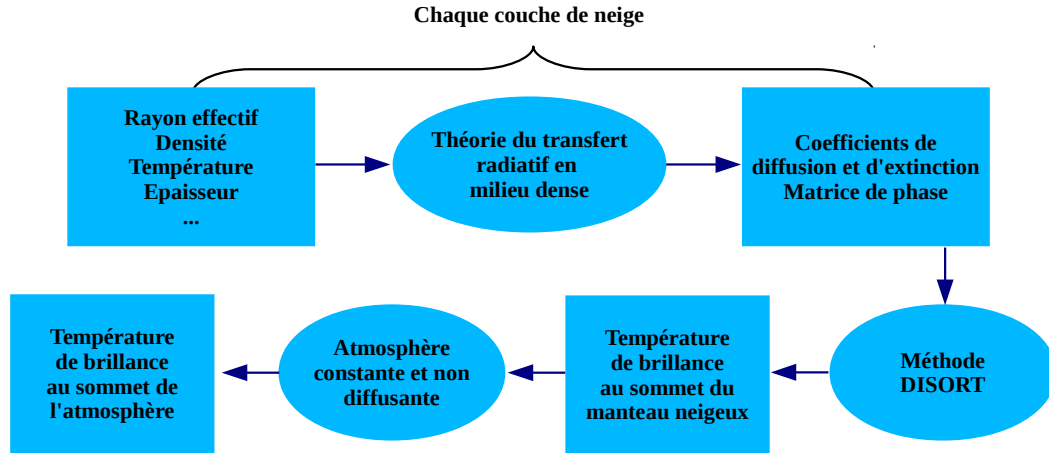 Chaque couche de neige
Rayon effectif
Densité
Température
Epaisseur
...
Théorie du transfert
radiatif en
milieu dense
Coefficients de
diffusion et d'extinction
Matrice de phase
Méthode
DISORT
Température
de brillance
au sommet du
manteau neigeux
Atmosphère
constante et non
diffusante
Température
de brillance
au sommet de
l'atmosphère